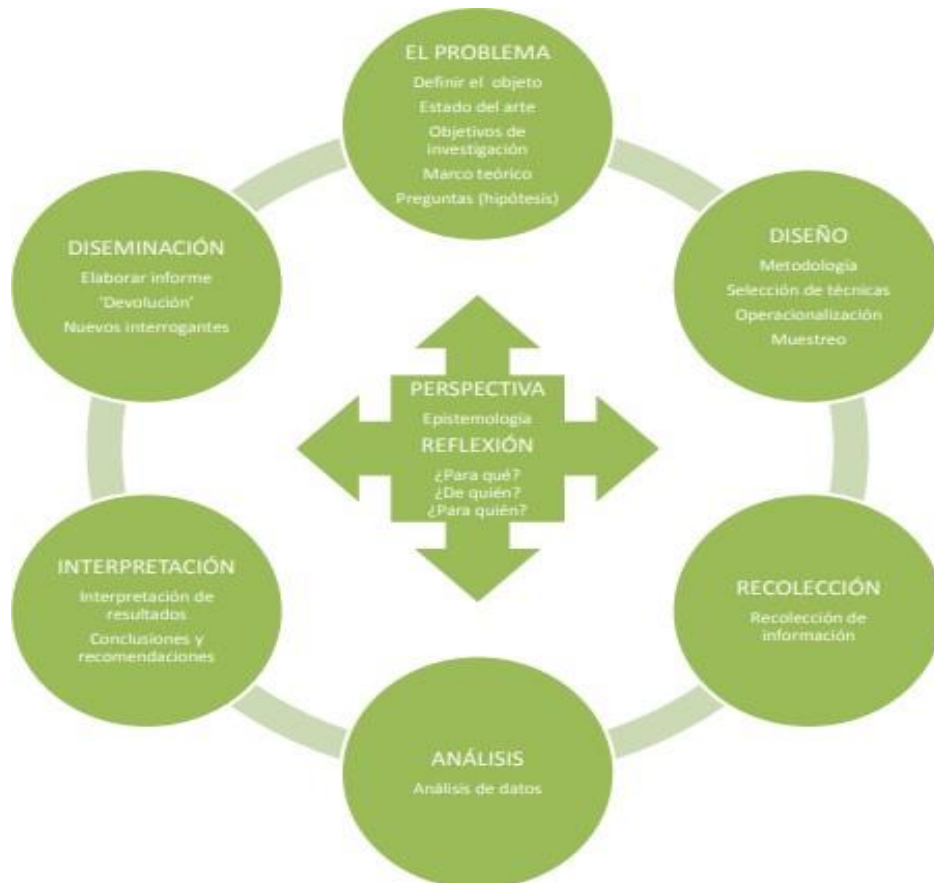 EL PROBLEMA
Definir el objeto
Estado del arte
Objetivos de
investigación
Marco teórico
Preguntas (hipótesis)
DISEÑO
Metodología
Selección de técnicas
Operacionalización
Muestreo
RECOLECCIÓN
Recolección de
información
ANÁLISIS
Análisis de datos
INTERPRETACIÓN
Interpretación de
resultados
Conclusiones y
recomendaciones
DISEMINACIÓN
Elaborar informe
'Devolución'
Nuevos interrogantes
PERSPECTIVA
Epistemología
REFLEXIÓN
¿Para qué?
¿De quién?
¿Para quién?